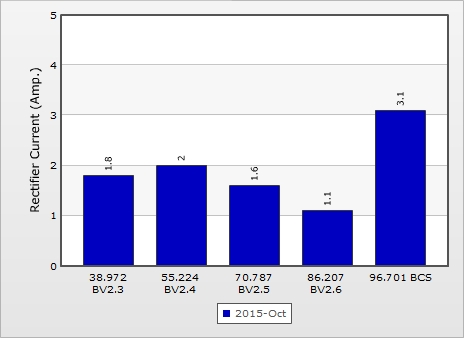 Rectifier Current (Amp.)
5
4
3
2
1
0
1.8
2
1.6
1.1
3.1
38.972
BV2.3
55.224
BV2.4
70.787
BV2.5
86.207
BV2.6
96.701 BCS
2015-Oct